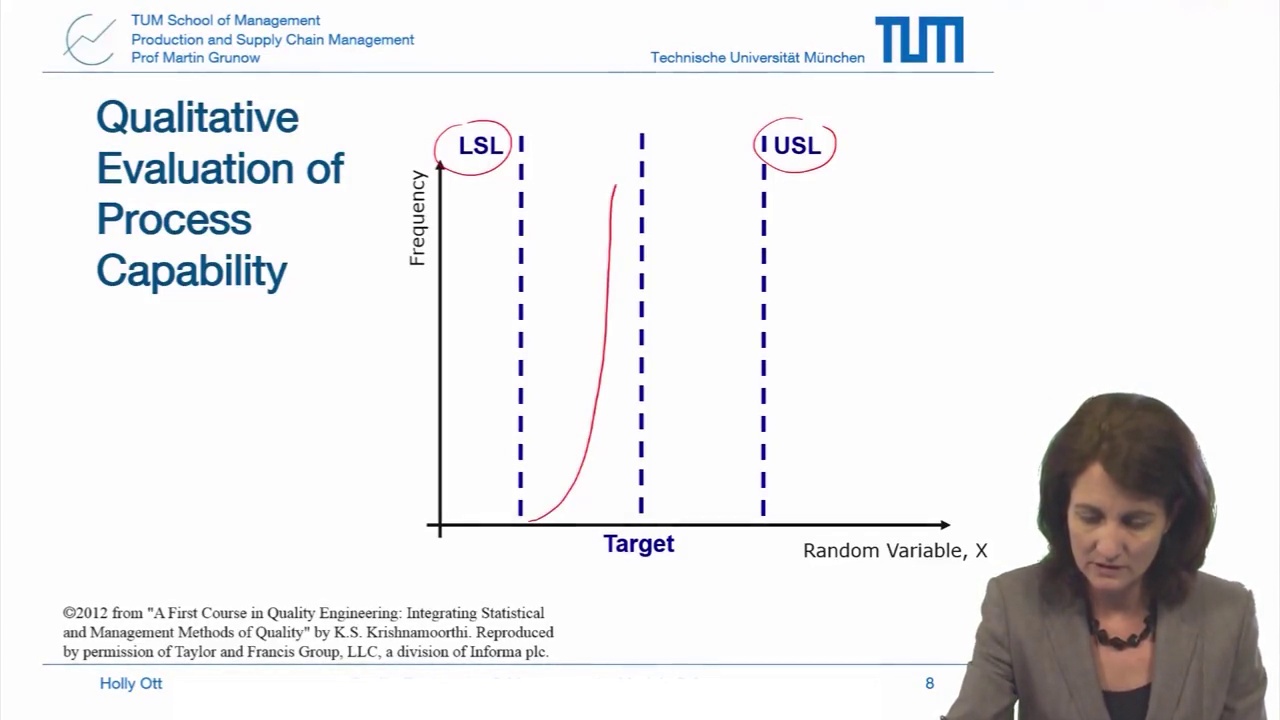 TUM School of Management
Production and Supply Chain Management
Prof Martin Grunow
Technische Universität München
TUM
Qualitative
Evaluation of
Process
Capability
LSL
USL
Frequency
Target
Random Variable, X
©2012 from "A First Course in Quality Engineering: Integrating Statistical
and Management Methods of Quality" by K.S. Krishnamoorthi. Reproduced
by permission of Taylor and Francis Group, LLC, a division of Informa plc.
Holly Ott
8